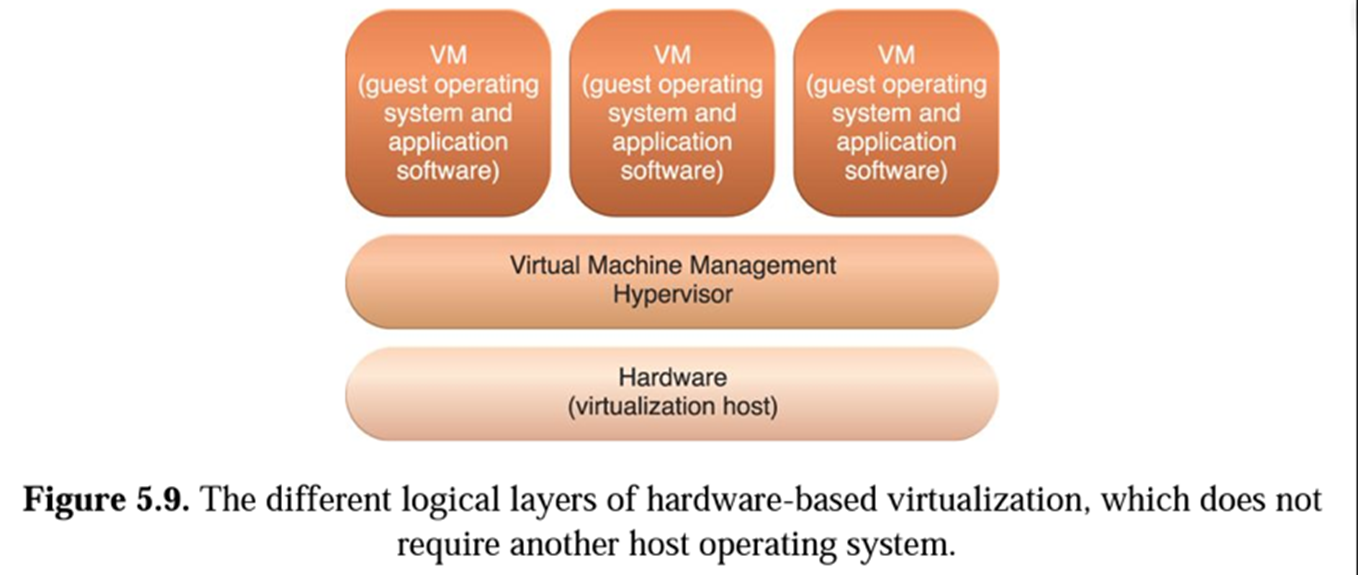 VM
(guest operating
system and
application
software)
VM
(guest operating
system and
application
software)
VM
(guest operating
system and
application
software)
Virtual Machine Management
Hypervisor
Hardware
(virtualization host)
Figure 5.9. The different logical layers of hardware-based virtualization, which does not
require another host operating system.